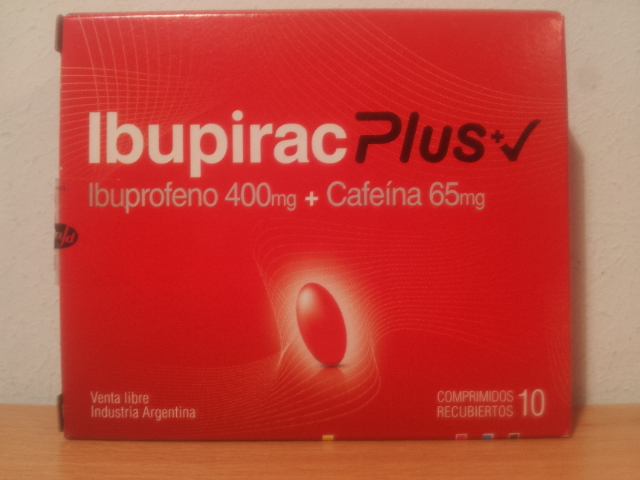 Ibupirac Plus+✓
Ibuprofeno 400mg + Cafeína 65mg
Venta libre
Industria Argentina
COMPRIMIDOS
RECUBIERTOS 10